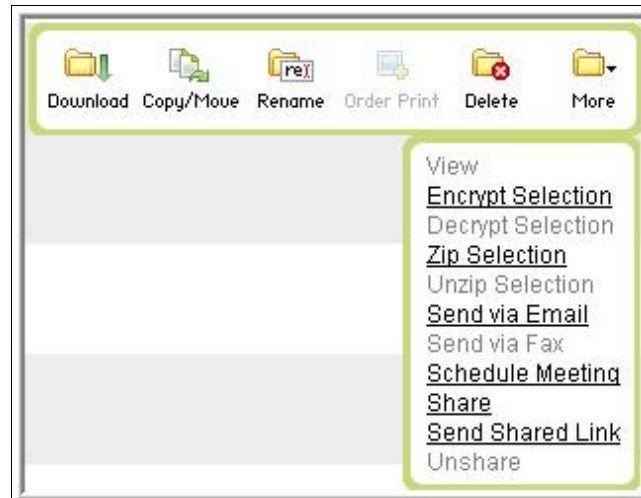 Download Copy/Move Rename Order Print Delete More
View
Encrypt Selection
Decrypt Selection
Zip Selection
Unzip Selection
Send via Email
Send via Fax
Schedule Meeting
Share
Send Shared Link
Unshare